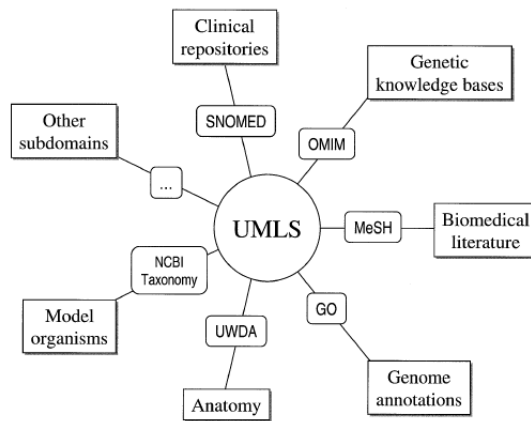 Clinical
repositories
Genetic
knowledge bases
SNOMED
OMIM
Other
subdomains
...
UMLS
MeSH
Biomedical
literature
NCBI
Taxonomy
Model
organisms
UWDA
GO
Anatomy
Genome
annotations